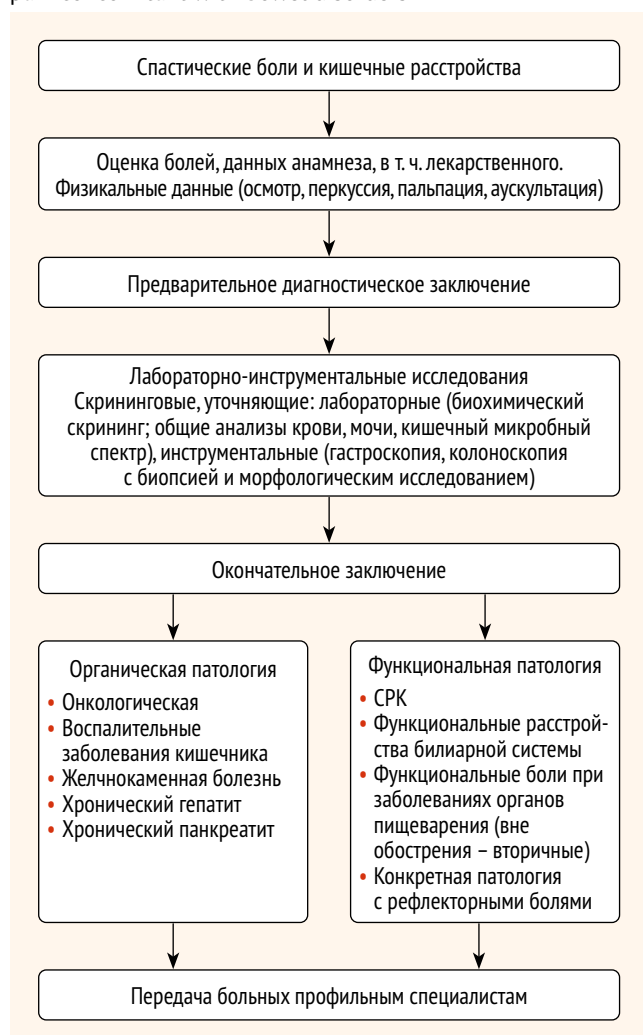 Спастические боли и кишечные расстройства
Оценка болей, данных анамнеза, в т. ч. лекарственного.
Физикальные данные (осмотр, перкуссия, пальпация, аускультация)
Предварительное диагностическое заключение
Лабораторно-инструментальные исследования
Скрининговые, уточняющие: лабораторные (биохимический
скрининг; общие анализы крови, мочи, кишечный микробный
спектр), инструментальные (гастроскопия, колоноскопия
с биопсией и морфологическим исследованием)
Окончательное заключение
Органическая патология
• Онкологическая
• Воспалительные
заболевания кишечника
• Желчнокаменная болезнь
• Хронический гепатит
• Хронический панкреатит
Функциональная патология
• СРК
• Функциональные расстрой-
ства билиарной системы
• Функциональные боли при
заболеваниях органов
пищеварения (вне
обострения – вторичные)
• Конкретная патология
с рефлекторными болями
Передача больных профильным специалистам